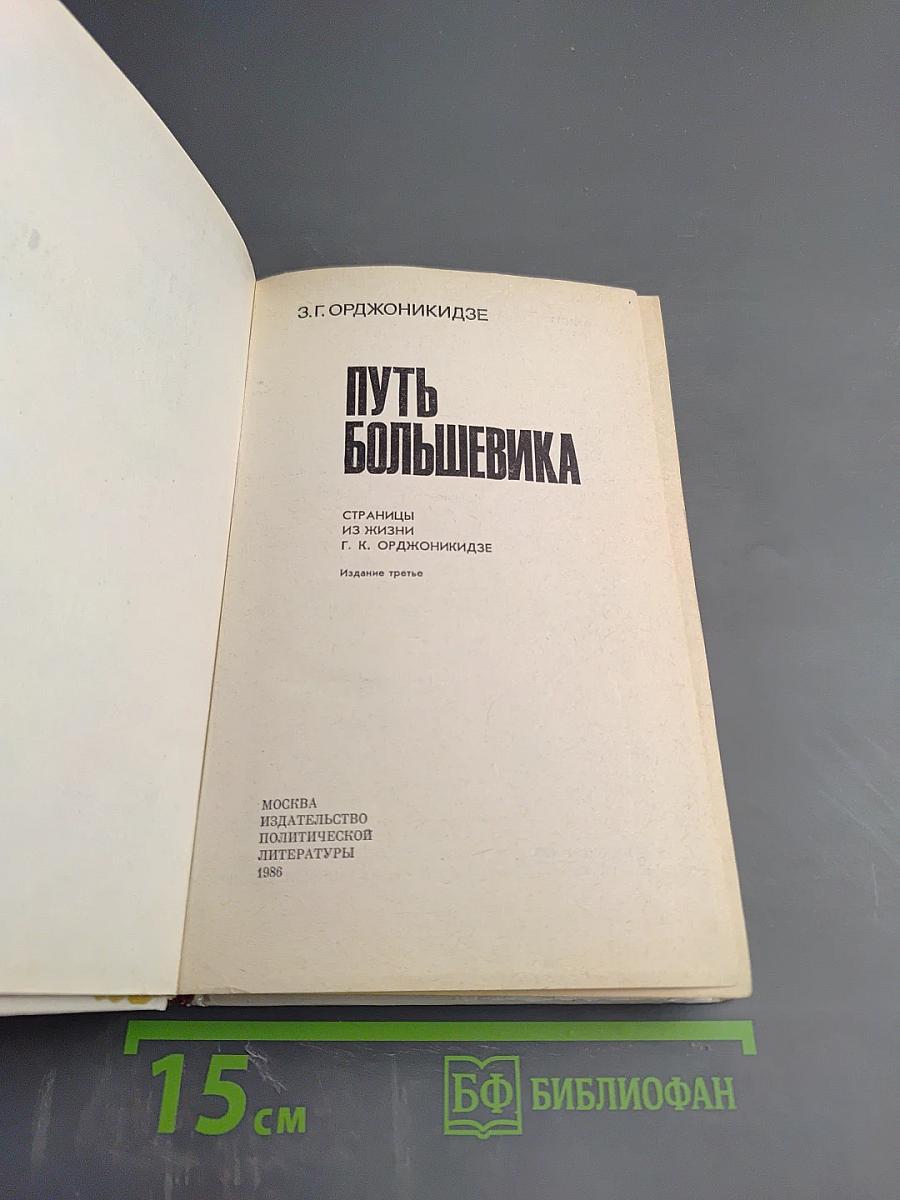 З. Г. ОРДЖОНИКИДЗЕ
ПУТЬ
БОЛЬШЕВИКА
СТРАНИЦЫ
ИЗ ЖИЗНИ
Г. К. ОРДЖОНИКИДЗЕ
Издание третье
МОСКВА
ИЗДАТЕЛЬСТВО
ПОЛИТИЧЕСКОЙ
ЛИТЕРАТУРЫ
1986
15 см
БФ БИБЛИОФАН